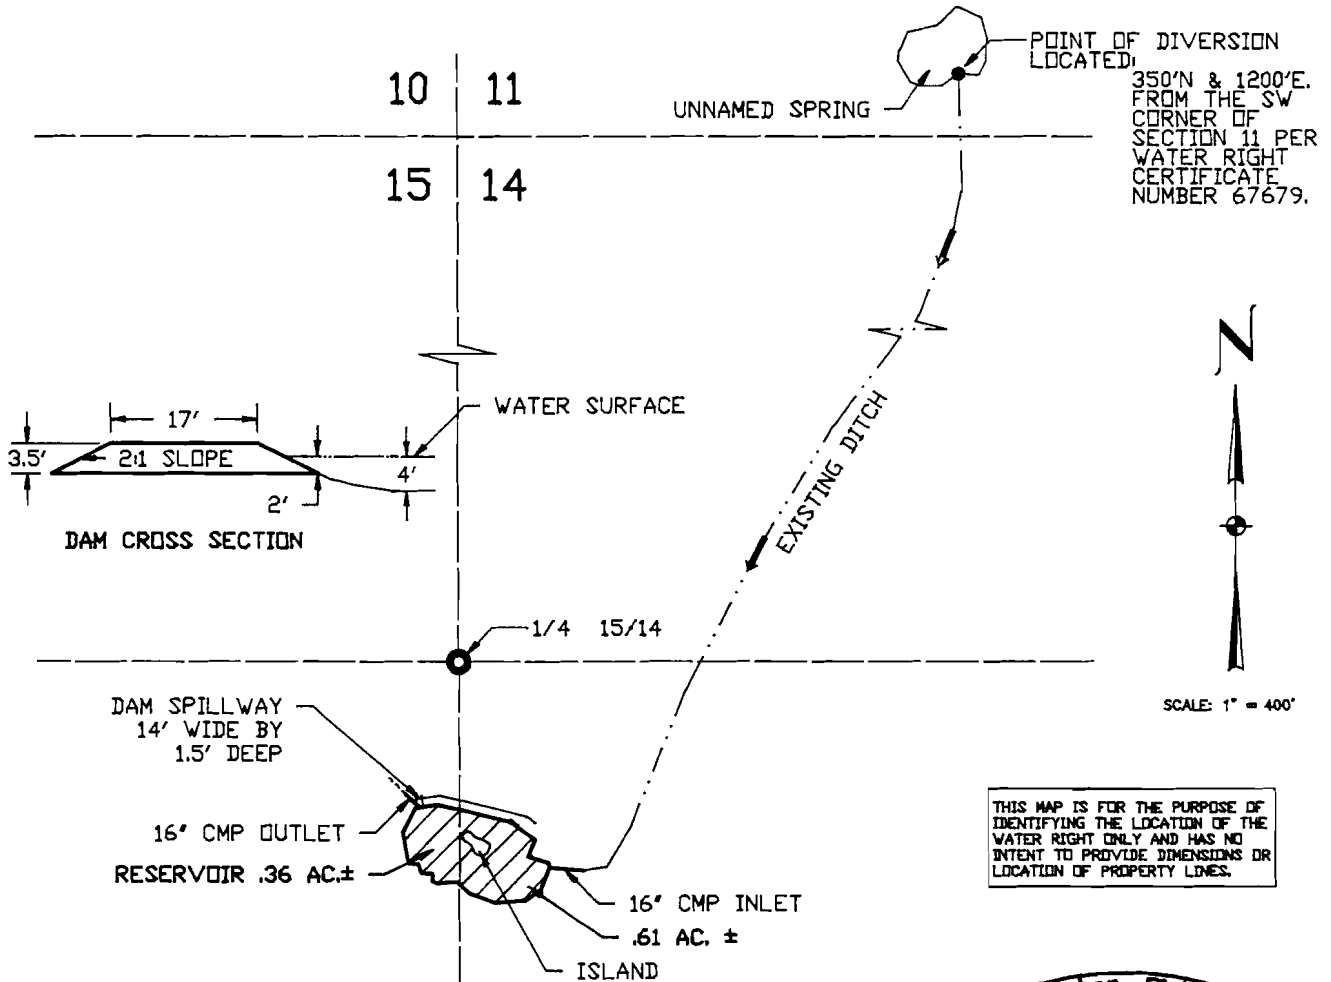 POINT OF DIVERSION
LOCATED:
350'N & 1200'E.
FROM THE SW
CORNER OF
SECTION 11 PER
WATER RIGHT
CERTIFICATE
NUMBER 67679.
10 11
UNNAMED SPRING
15 14
N
17'
WATER SURFACE
3.5'
2:1 SLOPE
4'
2'
DAM CROSS SECTION
EXISTING DITCH
1/4 15/14
SCALE: 1" = 400'
DAM SPILLWAY
14' WIDE BY
1.5' DEEP
16" CMP OUTLET
RESERVOIR .36 AC.±
THIS MAP IS FOR THE PURPOSE OF
IDENTIFYING THE LOCATION OF THE
WATER RIGHT ONLY AND HAS NO
INTENT TO PROVIDE DIMENSIONS OR
LOCATION OF PROPERTY LINES.
16" CMP INLET
.61 AC. ±
ISLAND